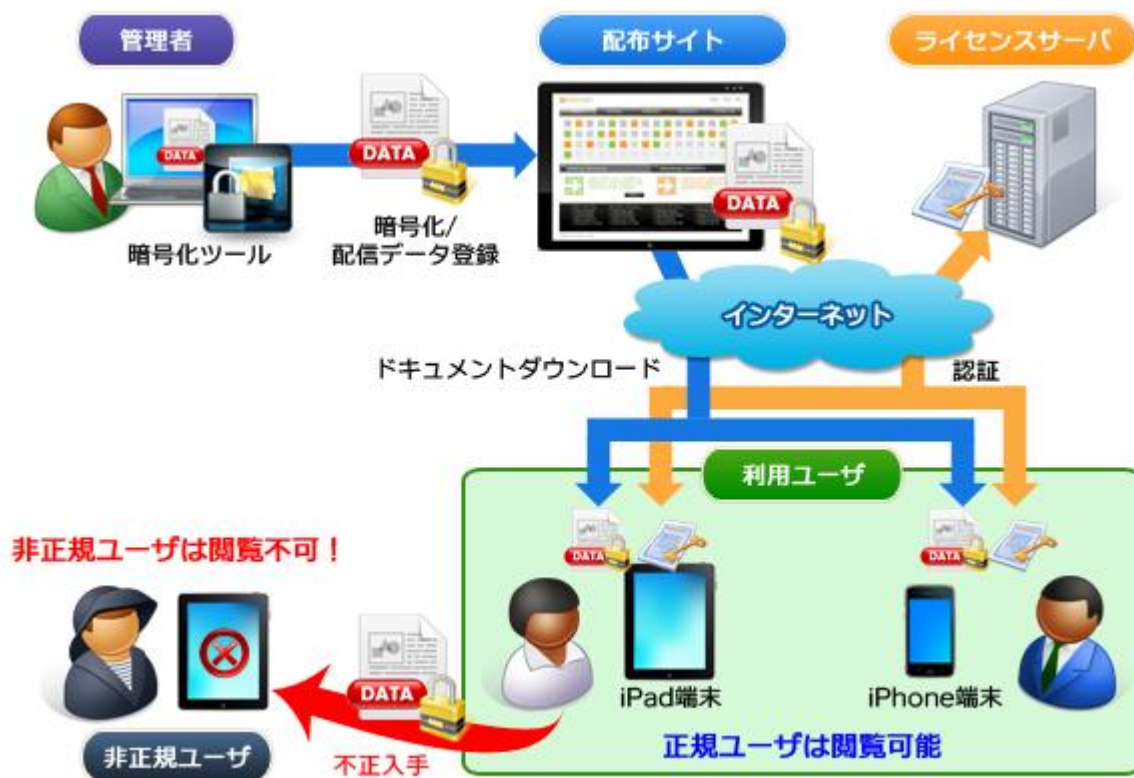 管理者
配布サイト
ライセンスサーバ
DATA
DATA
DATA
暗号化ツール
暗号化/
配信データ登録
インターネット
ドキュメントダウンロード
認証
利用ユーザ
DATA
DATA
非正規ユーザは閲覧不可！
DATA
iPad端末
iPhone端末
非正規ユーザ
不正入手
正規ユーザは閲覧可能